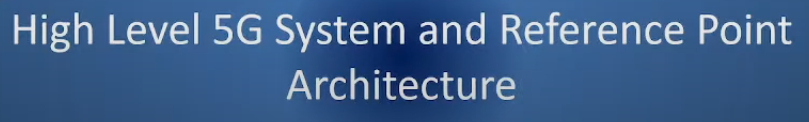 High Level 5G System and Reference Point
Architecture